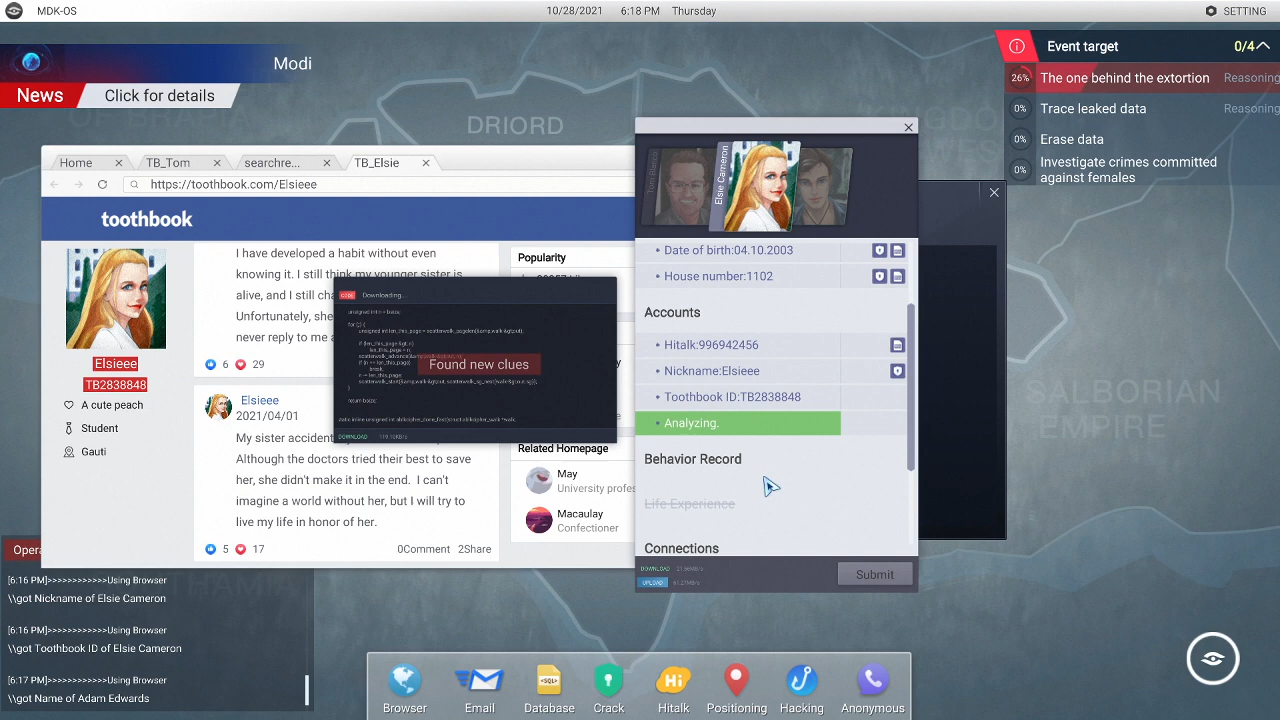 MDK-OS
10/28/2021 6:18 PM Thursday
SETTING
Modi
News
Click for details
DRIORD
Event target
0/4
26% The one behind the extortion Reasoning
0% Trace leaked data Reasoning
0% Erase data
0% Investigate crimes committed
against females
Home
TB_Tom
searchre...
TB_Elsie
https://toothbook.com/Elsieee
toothbook
Elsieee
TB2838848
A cute peach
Student
Gauti
I have developed a habit without even
knowing it. I still think my younger sister is
alive, and I still cha
Unfortunately, she
never reply to me a
6 29
Elsieee
2021/04/01
My sister accident
Although the doctors tried their best to save
her, she didn't make it in the end. I can't
imagine a world without her, but I will try to
live my life in honor of her.
5 17
0Comment 2Share
Popularity
Related Homepage
May
University profes
Macaulay
Confectioner
Downloading...
Found new clues
return bsize;
DOWNLOAD
Elsie Cameron
Date of birth:04.10.2003
House number:1102
Accounts
Hitalk:996942456
Nickname:Elsieee
Toothbook ID:TB2838848
Analyzing.
Behavior Record
Life Experience
Connections
DOWNLOAD
UPLOAD
Submit
Opera
[6:16 PM]>>>>>>>>>>>>Using Browser
\\got Nickname of Elsie Cameron
[6:16 PM]>>>>>>>>>>>>Using Browser
\\got Toothbook ID of Elsie Cameron
[6:17 PM]>>>>>>>>>>>>Using Browser
\\got Name of Adam Edwards
<SQL>
Hi
Browser
Email
Database
Crack
Hitalk
Positioning
Hacking
Anonymous